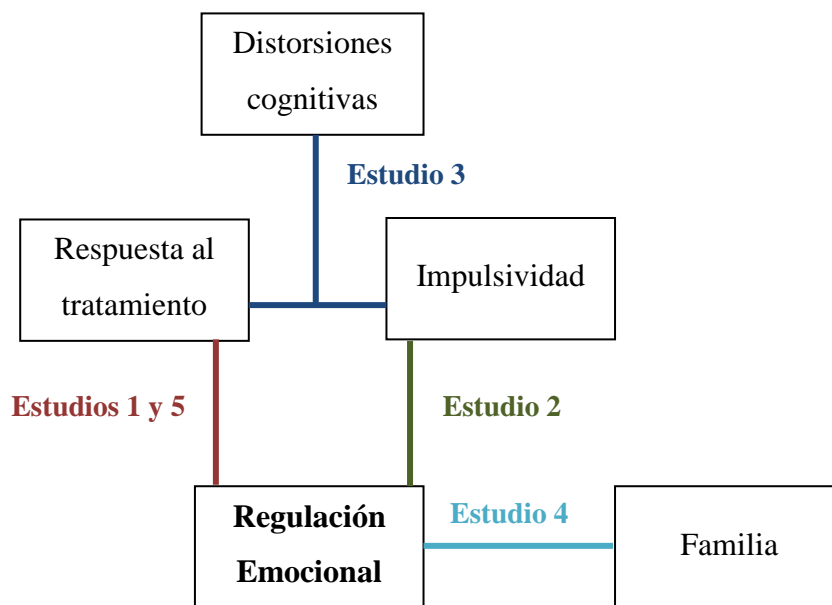 Distorsiones
cognitivas
Estudio 3
Respuesta al
tratamiento
Impulsividad
Estudios 1 y 5
Estudio 2
Regulación
Emocional
Estudio 4
Familia